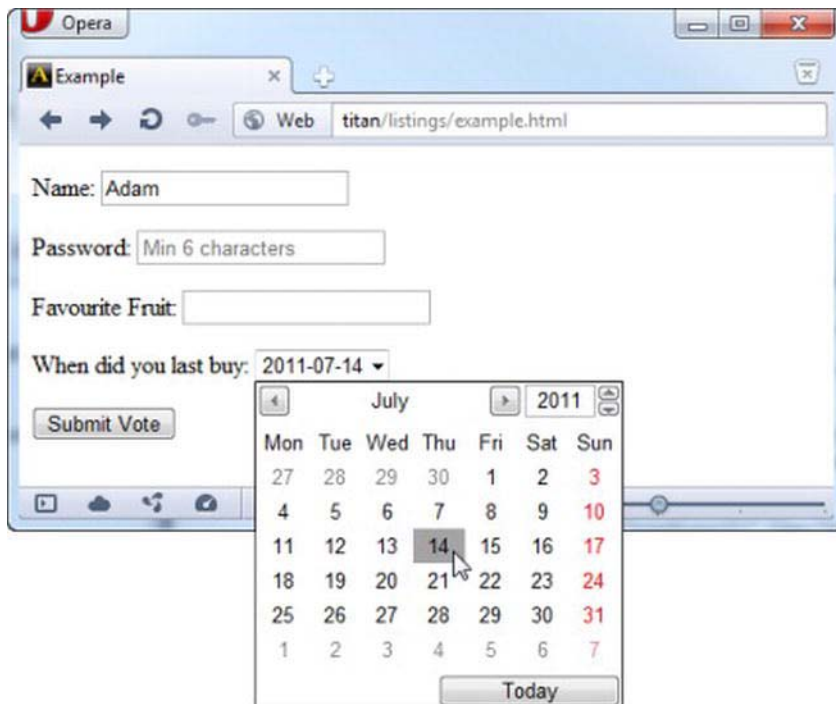 Opera
Example
Web titan/listings/example.html
Name: Adam
Password: Min 6 characters
Favourite Fruit:
When did you last buy: 2011-07-14
Submit Vote
July 2011
Mon Tue Wed Thu Fri Sat Sun
27 28 29 30 1 2 3
4 5 6 7 8 9 10
11 12 13 14 15 16 17
18 19 20 21 22 23 24
25 26 27 28 29 30 31
1 2 3 4 5 6 7
Today